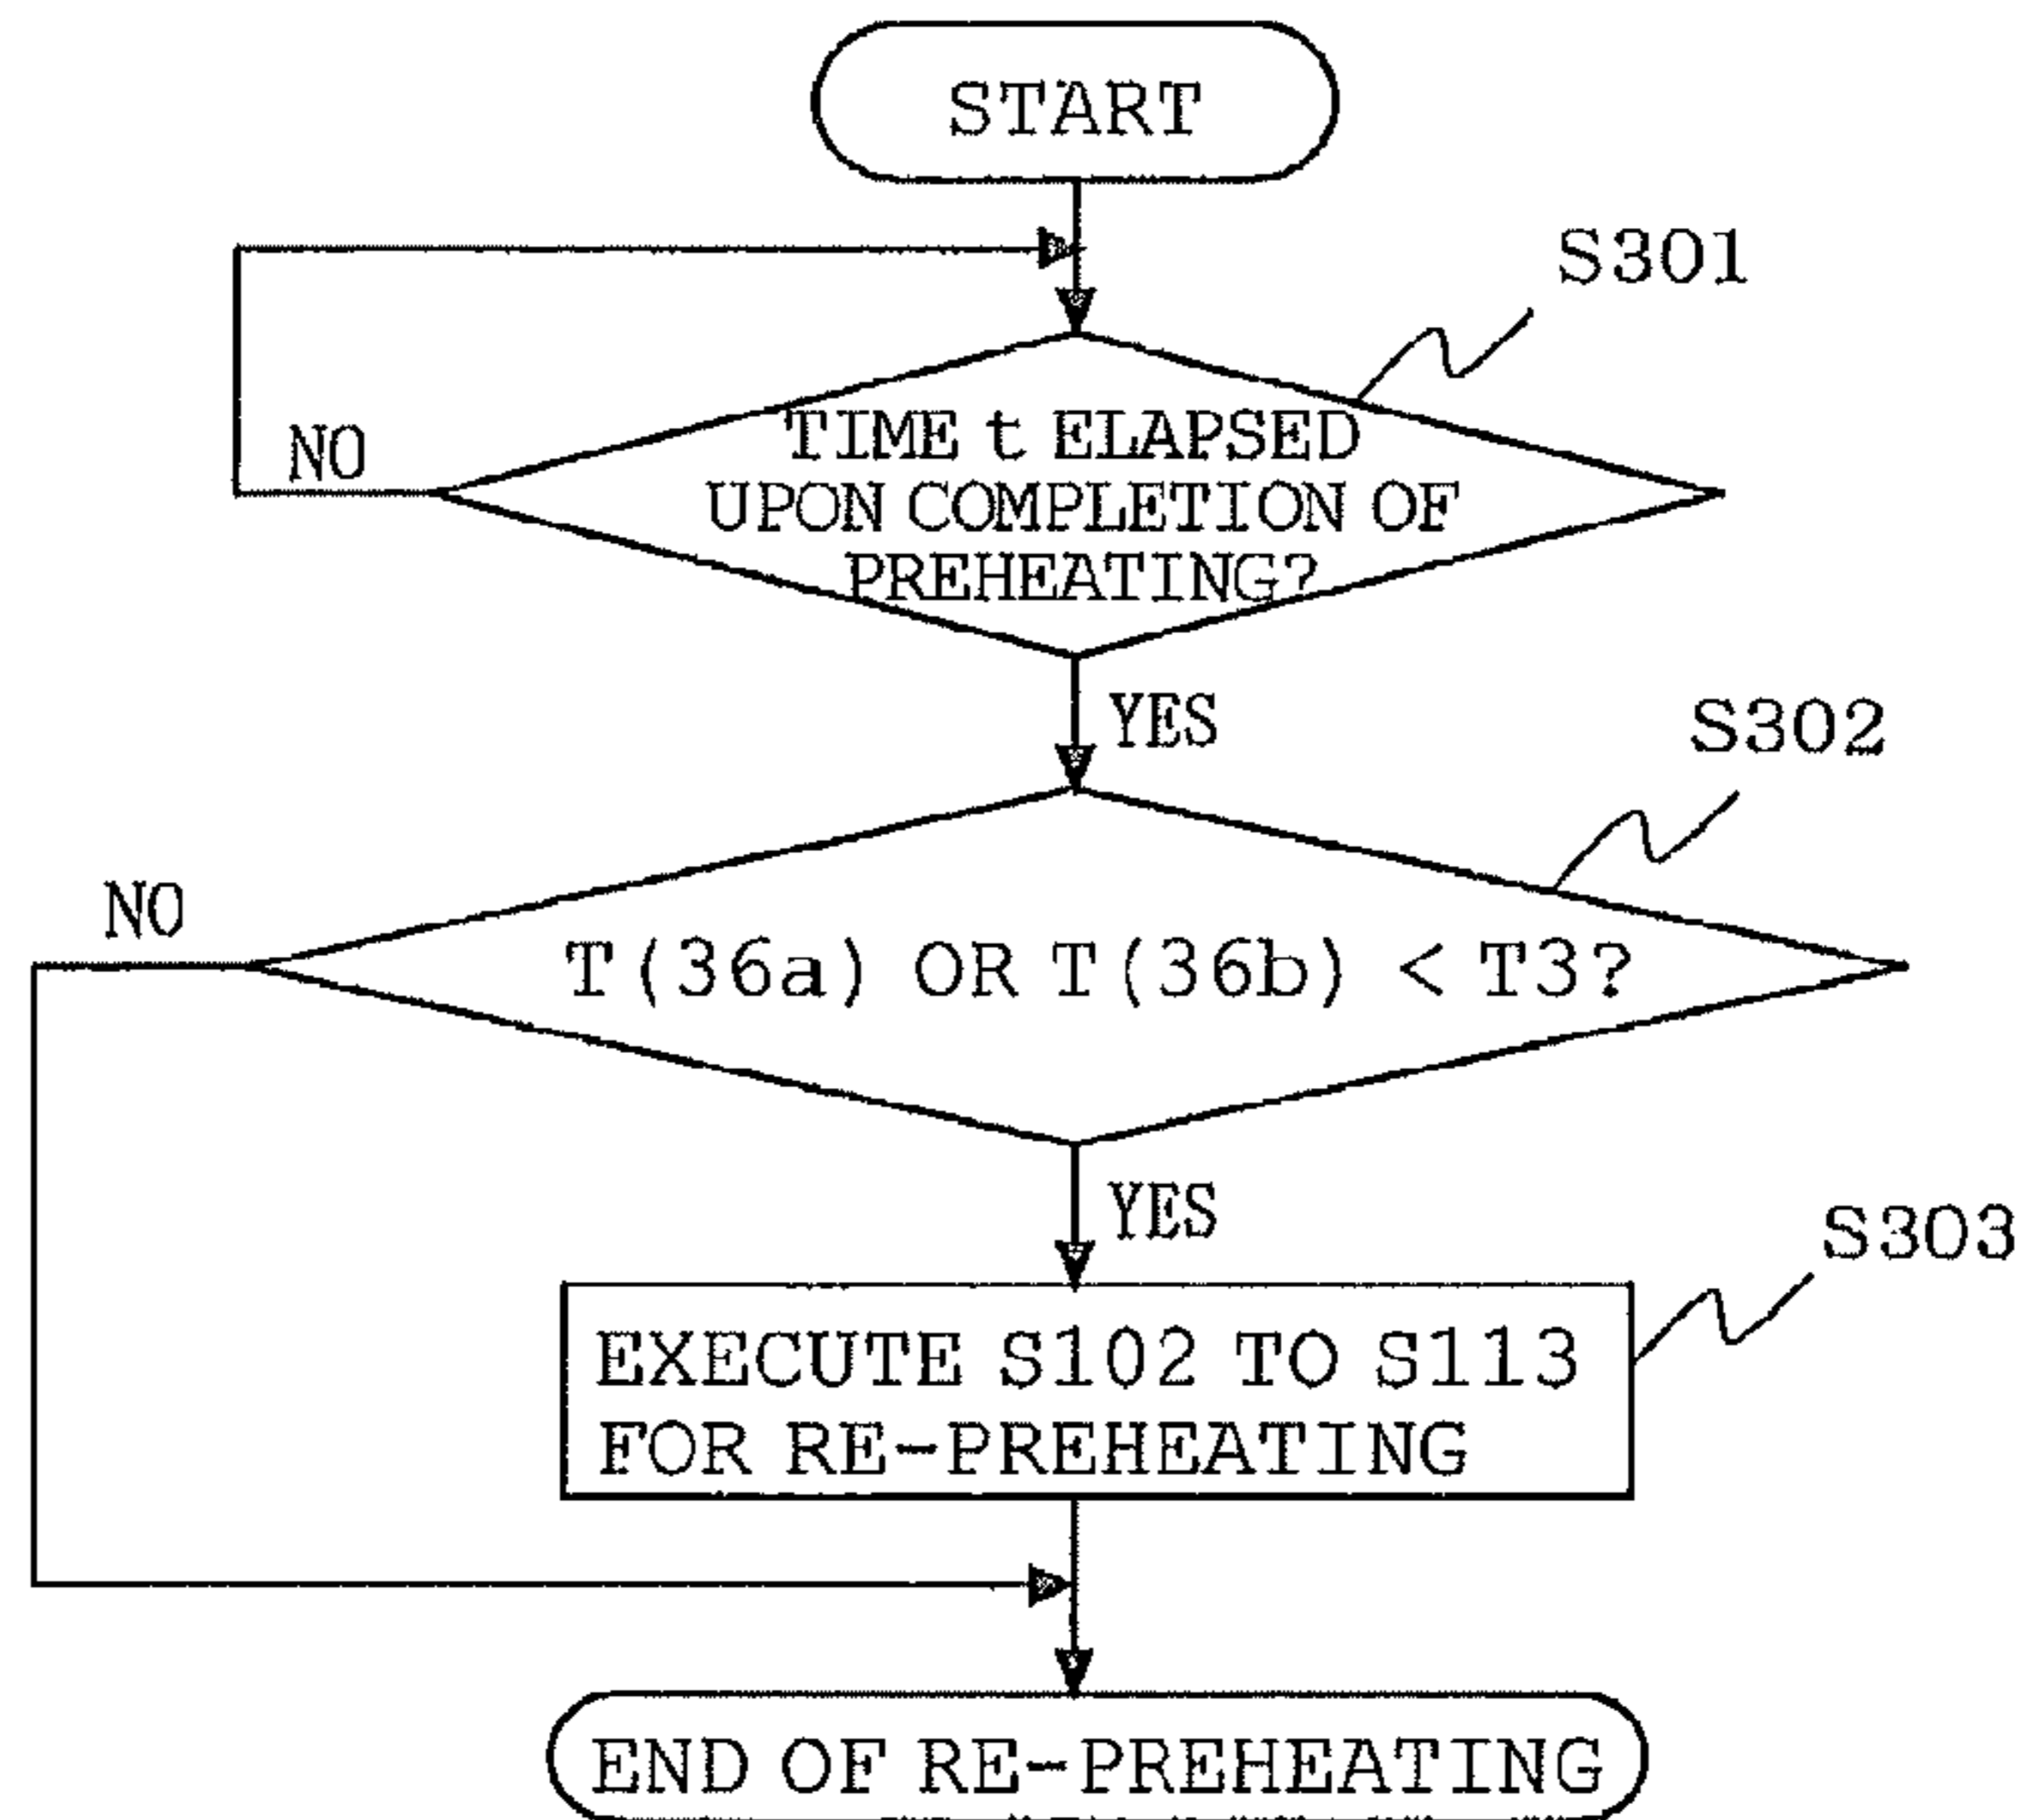 START
S301
TIME t ELAPSED
UPON COMPLETION OF
PREHEATING?
NO
YES
S302
T(36a) OR T(36b) < T3?
NO
YES
S303
EXECUTE S102 TO S113
FOR RE-PREHEATING
END OF RE-PREHEATING